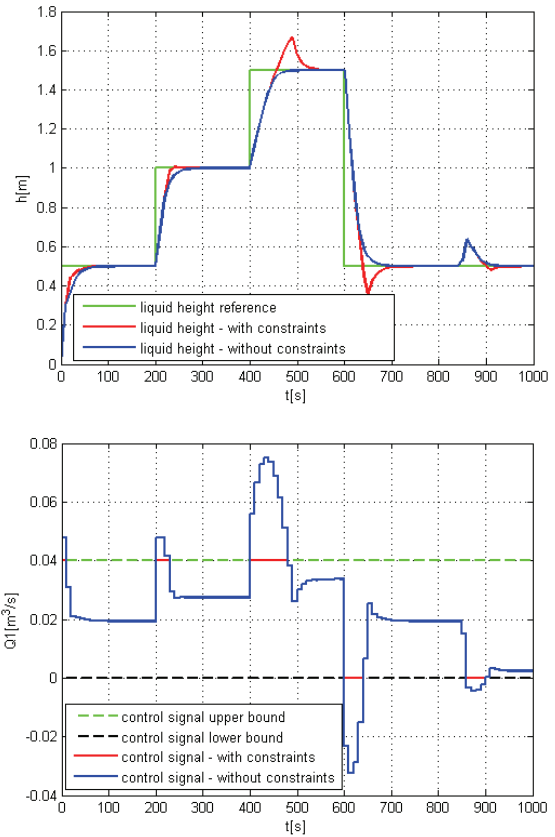 1.8
1.6
1.4
1.2
1
0.8
0.6
0.4
0.2
0
h[m]
liquid height reference
liquid height - with constraints
liquid height - without constraints
0 100 200 300 400 500 600 700 800 900 1000
t[s]
0.08
0.06
0.04
0.02
0
-0.02
-0.04
Q1[m³/s]
control signal upper bound
control signal lower bound
control signal - with constraints
control signal - without constraints
0 100 200 300 400 500 600 700 800 900 1000
t[s]